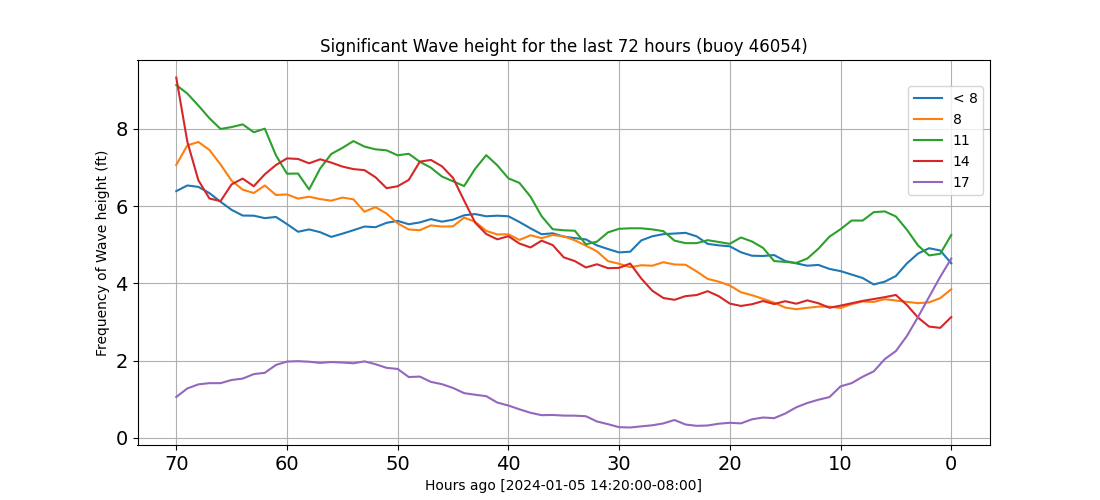 Significant Wave height for the last 72 hours (buoy 46054)
< 8
8
11
14
17
Frequency of Wave height (ft)
8
6
4
2
0
70 60 50 40 30 20 10 0
Hours ago [2024-01-05 14:20:00-08:00]